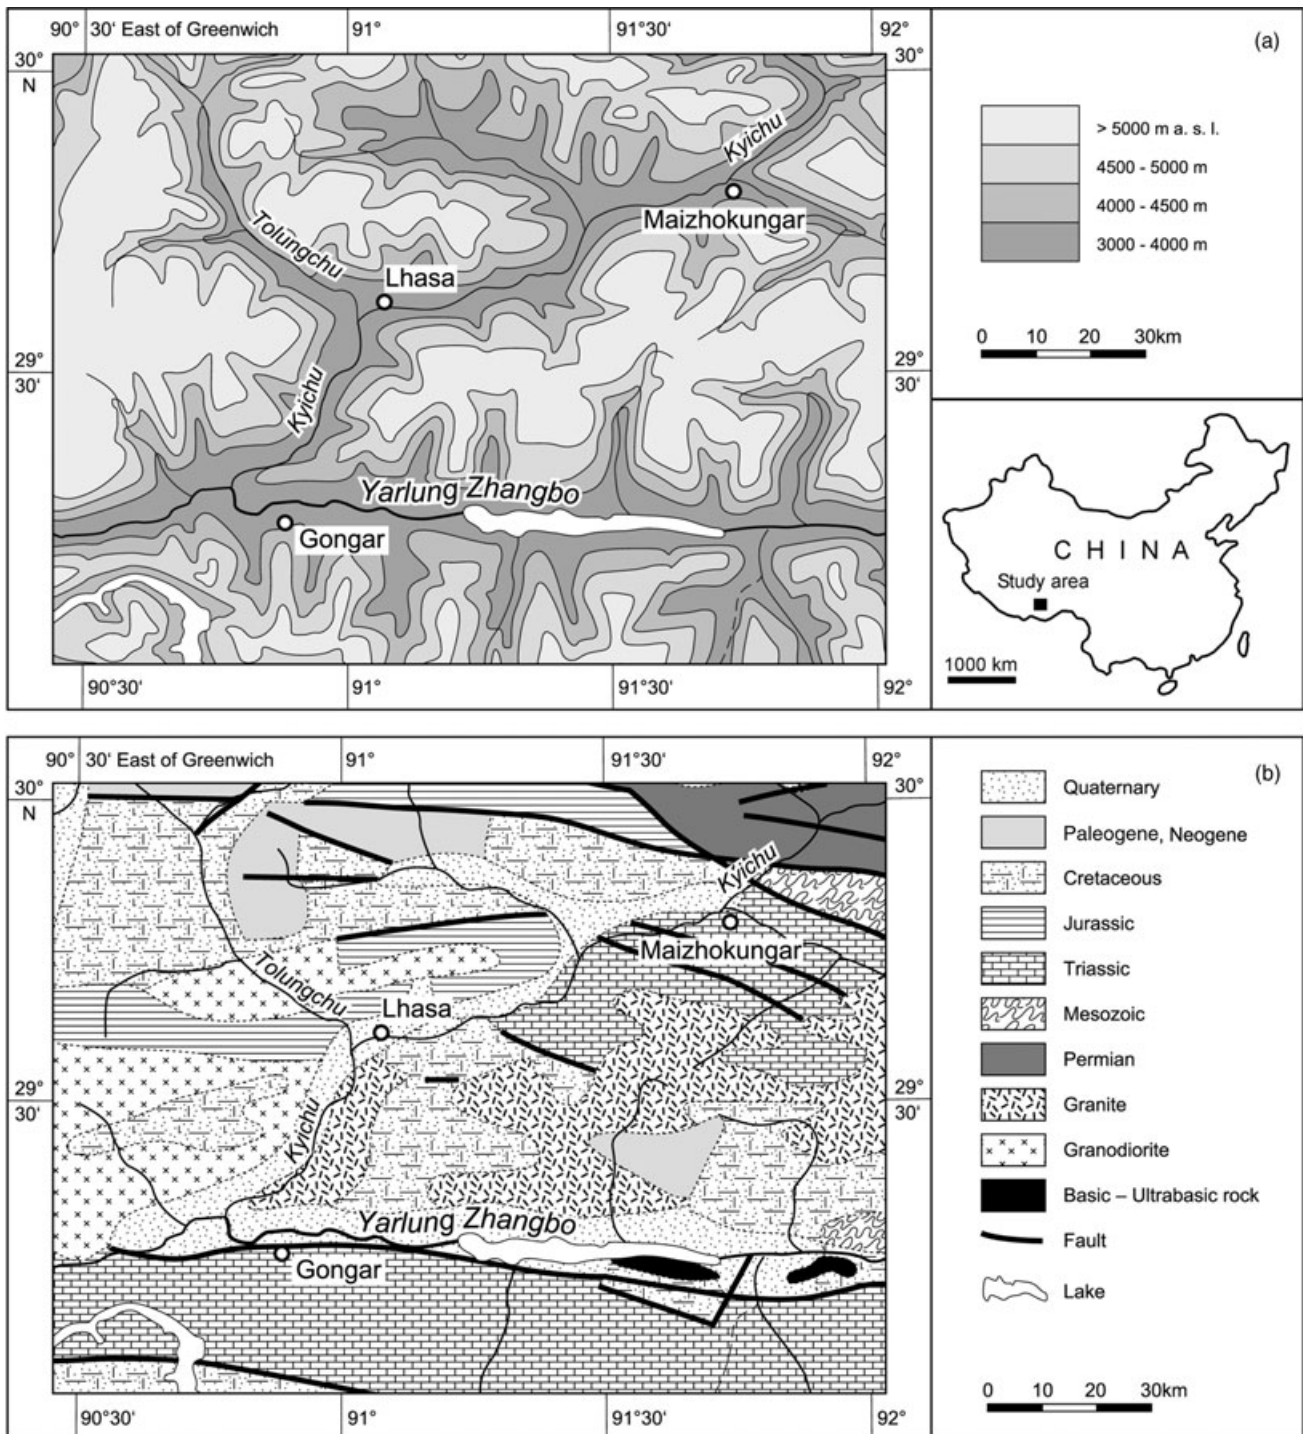 90° 30' East of Greenwich 91° 91°30' 92°
(a)
30°
N
30°
> 5000 m a. s. l.
4500 - 5000 m
4000 - 4500 m
3000 - 4000 m
Kyichu
Maizhokungar
Tolungchu
Lhasa
0 10 20 30km
29°
30'
29°
30'
Kyichu
Yarlung Zhangbo
Gongar
CHINA
Study area
1000 km
90°30' 91° 91°30' 92°
90° 30' East of Greenwich 91° 91°30' 92°
(b)
30°
N
30°
Quaternary
Paleogene, Neogene
Cretaceous
Jurassic
Triassic
Mesozoic
Permian
Granite
Granodiorite
Basic – Ultrabasic rock
Fault
Lake
Kyichu
Maizhokungar
Tolungchu
Lhasa
29°
30'
29°
30'
Kyichu
Yarlung Zhangbo
Gongar
0 10 20 30km
90°30' 91° 91°30' 92°